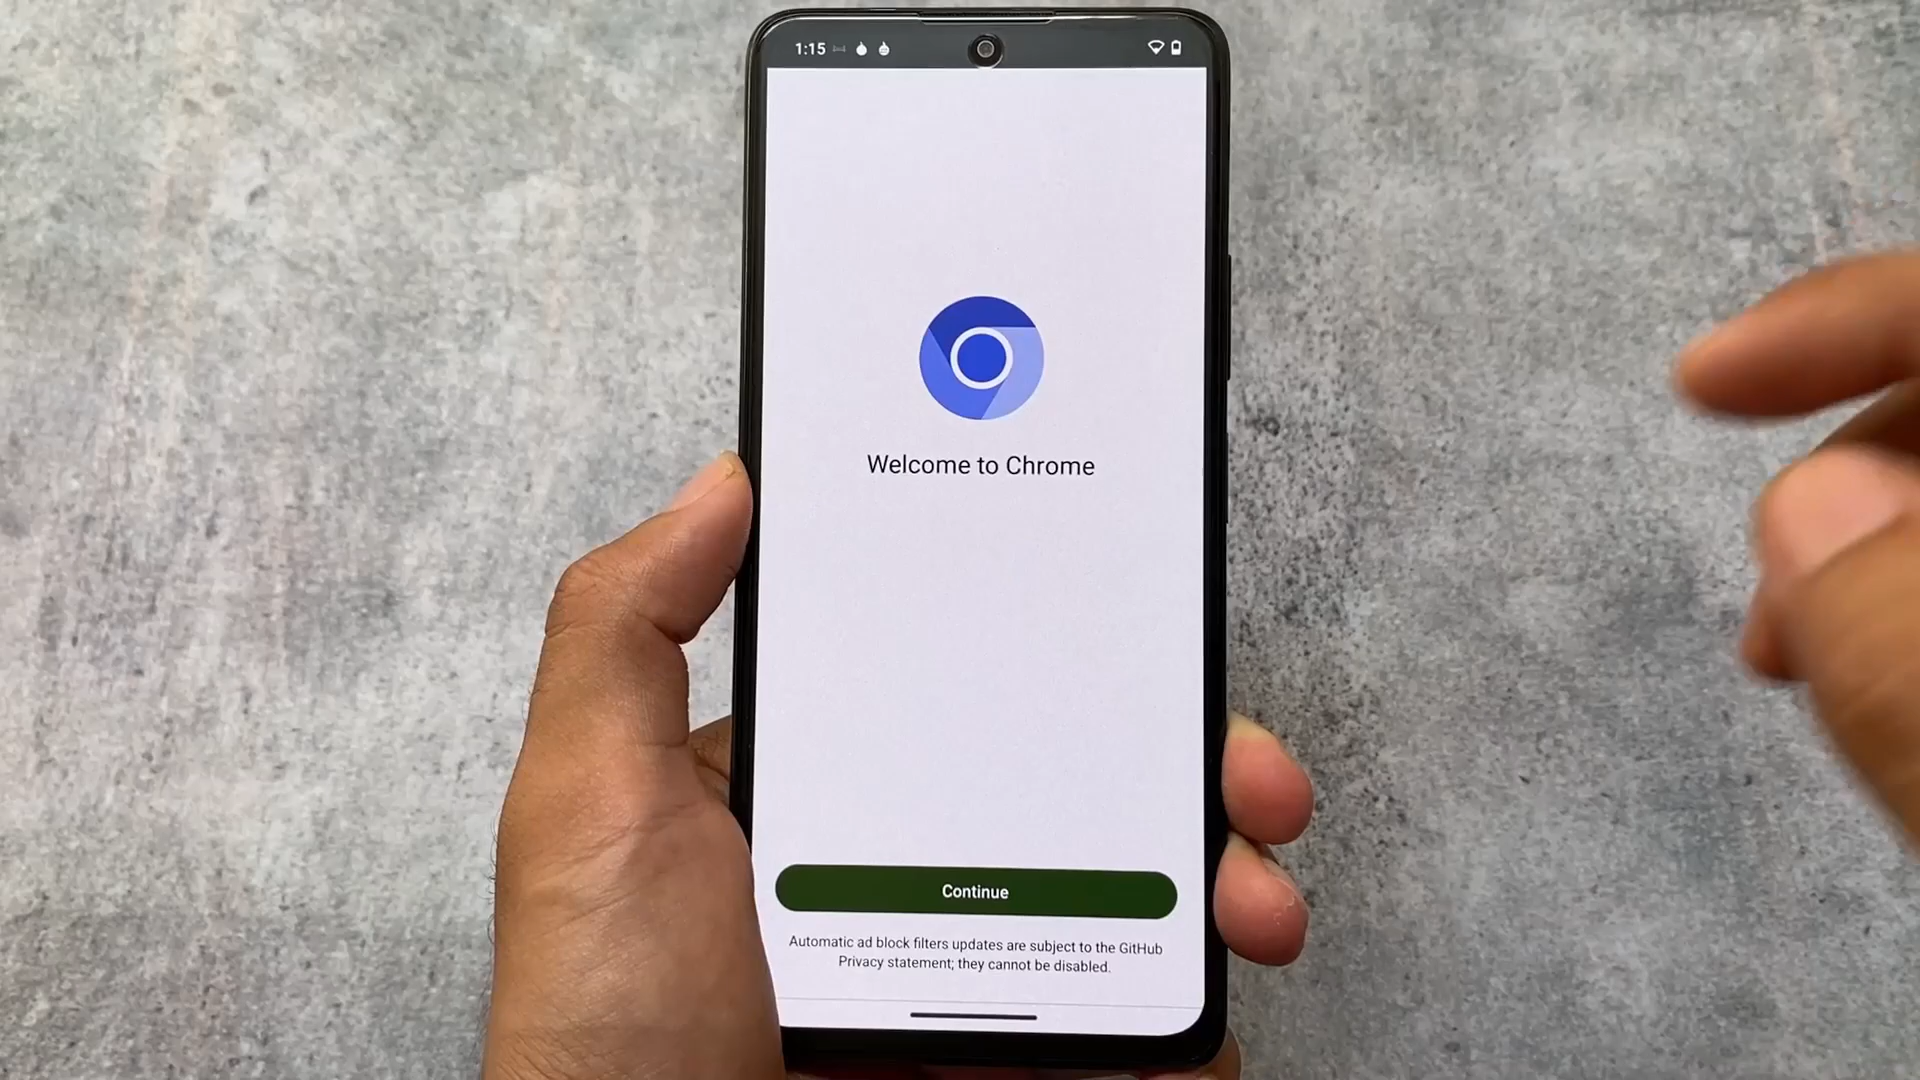 1:15
Welcome to Chrome
Continue
Automatic ad block filters updates are subject to the GitHub
Privacy statement; they cannot be disabled.